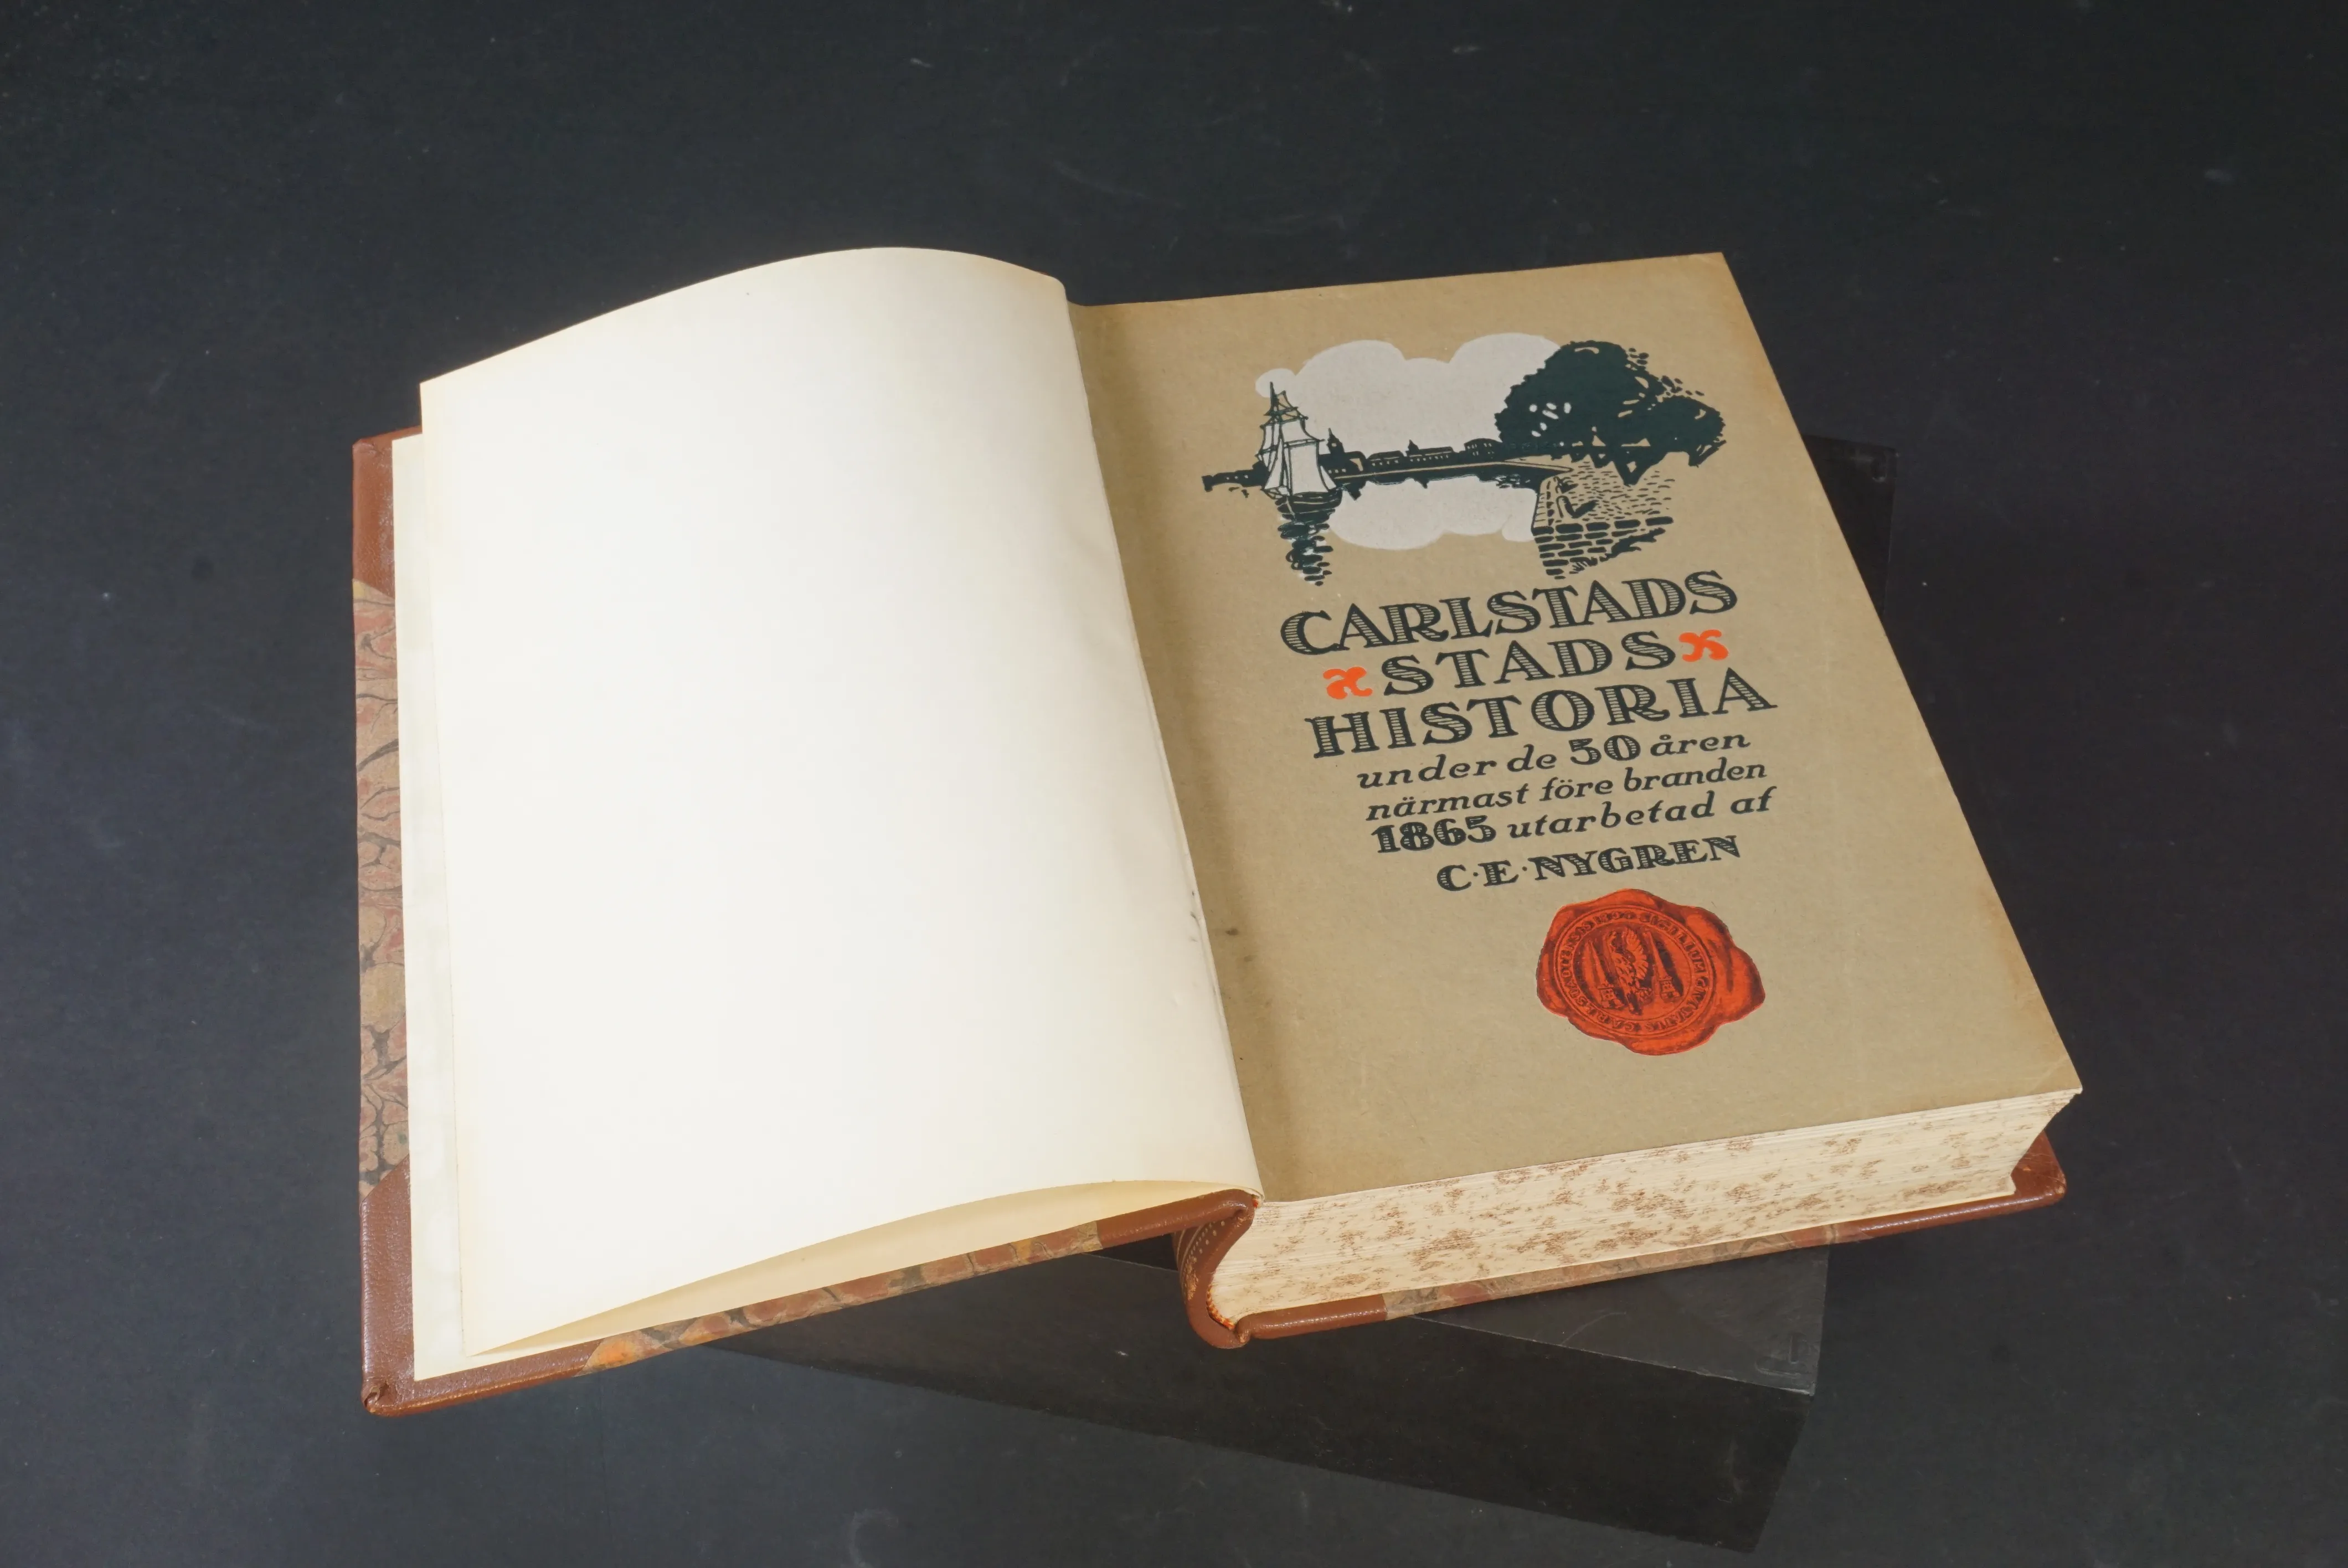 CARLSTADS
STADS
HISTORIA
under de 50 åren
närmast före branden
1865 utarbetad af
C·E·NYGREN